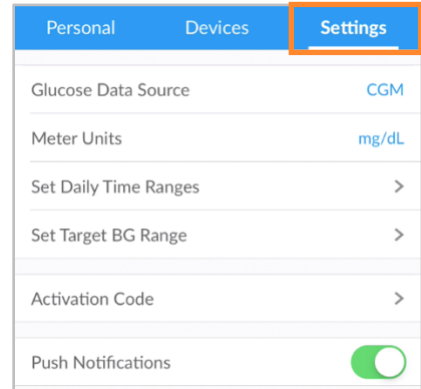 Personal Devices Settings
Glucose Data Source CGM
Meter Units mg/dL
Set Daily Time Ranges >
Set Target BG Range >
Activation Code >
Push Notifications